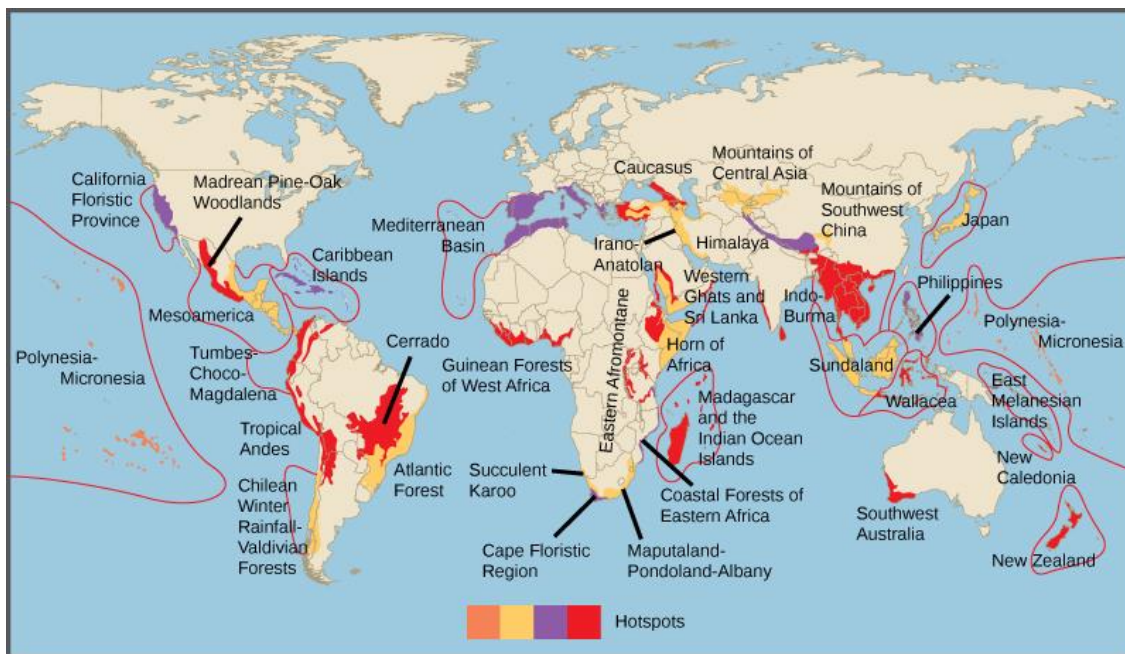 California
Floristic
Province
Madrean Pine-Oak
Woodlands
Caribbean
Islands
Mesoamerica
Polynesia-
Micronesia
Tumbes-
Choco-
Magdalena
Cerrado
Tropical
Andes
Atlantic
Forest
Chilean
Winter
Rainfall-
Valdivian
Forests
Mediterranean
Basin
Caucasus
Mountains of
Central Asia
Mountains of
Southwest
China
Japan
Irano-
Anatolan
Himalaya
Western
Ghats and
Sri Lanka
Indo-
Burma
Philippines
Polynesia-
Micronesia
Guinean Forests
of West Africa
Eastern Afromontane
Horn of
Africa
Sundaland
Wallacea
East
Melanesian
Islands
Madagascar
and the
Indian Ocean
Islands
New
Caledonia
Succulent
Karoo
Coastal Forests of
Eastern Africa
Southwest
Australia
Cape Floristic
Region
Maputaland-
Pondoland-Albany
New Zealand
Hotspots